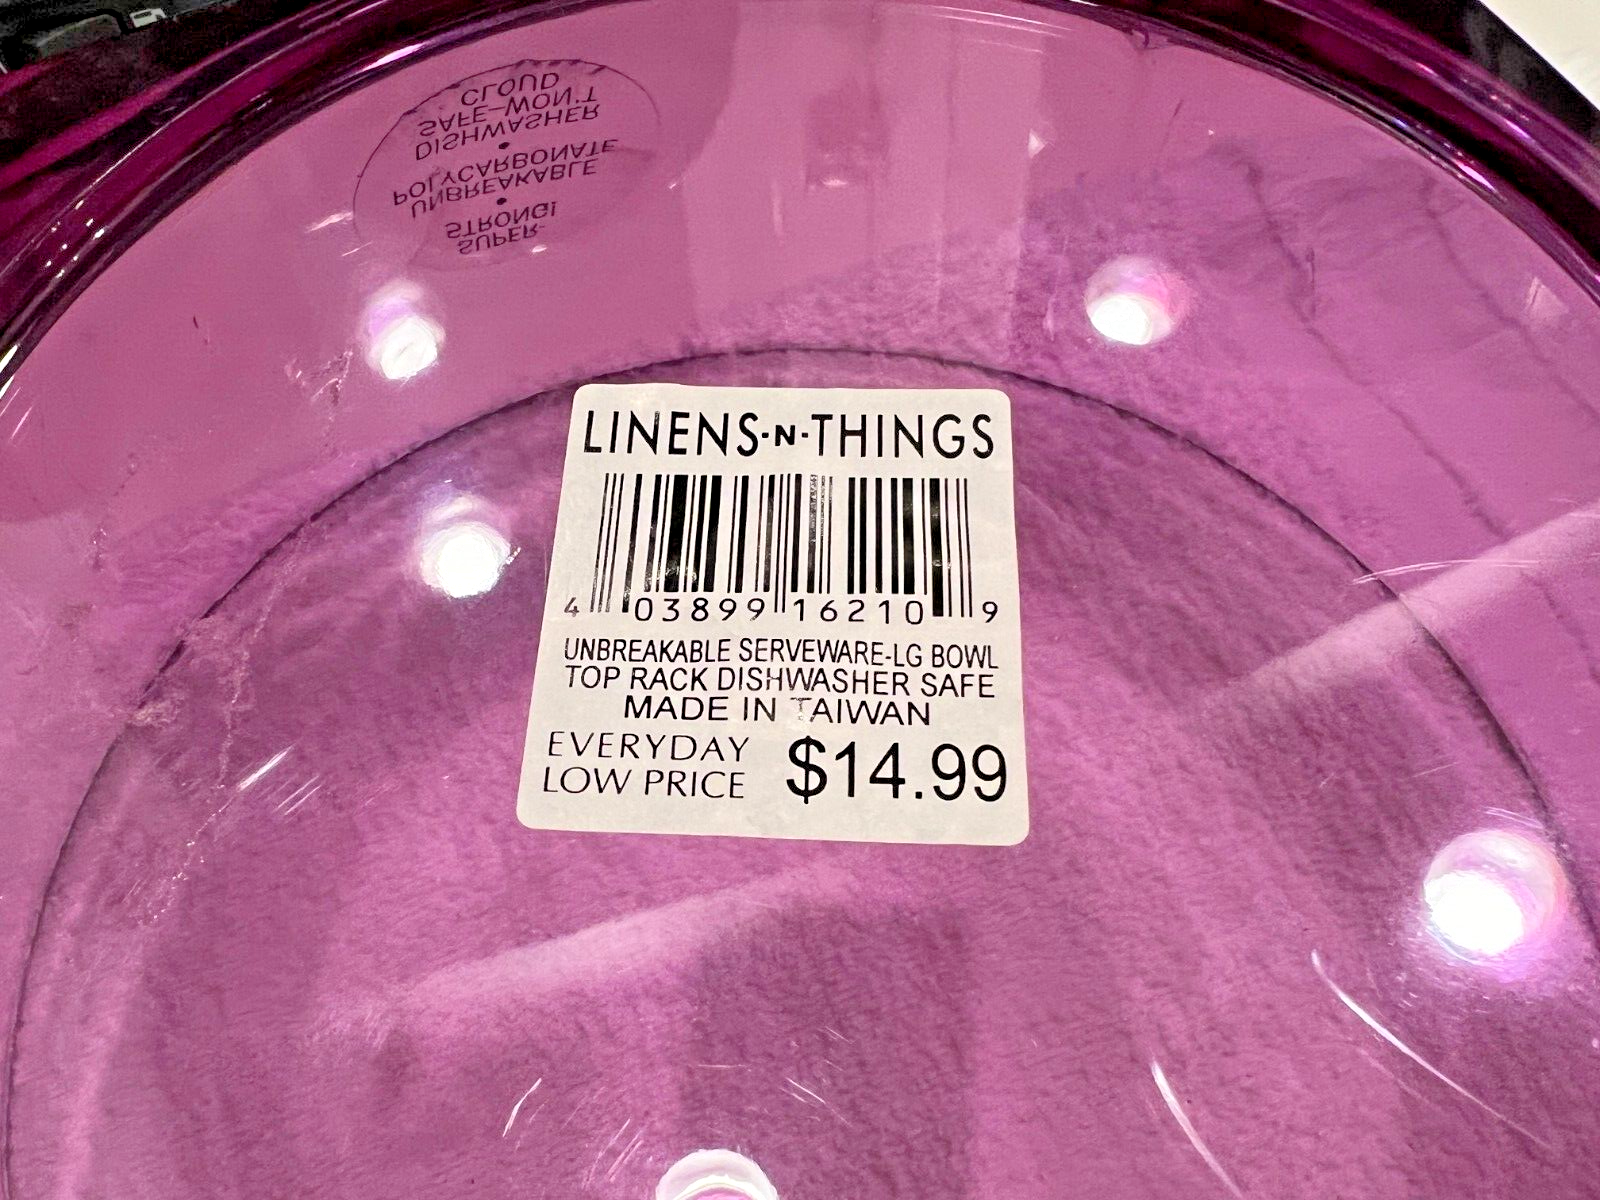 SUPER-
STRONG!
•
UNBREAKABLE
POLYCARBONATE
•
DISHWASHER
SAFE-WON'T
CLOUD
LINENS·N·THINGS
4 03899 16210 9
UNBREAKABLE SERVEWARE-LG BOWL
TOP RACK DISHWASHER SAFE
MADE IN TAIWAN
EVERYDAY
LOW PRICE $14.99